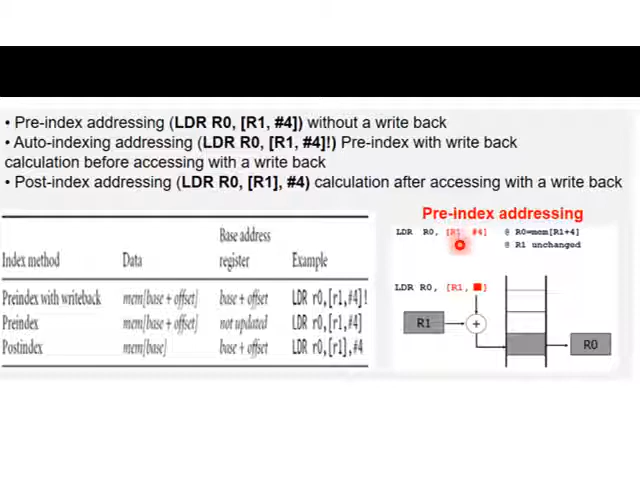 • Pre-index addressing (LDR R0, [R1, #4]) without a write back
• Auto-indexing addressing (LDR R0, [R1, #4]!) Pre-index with write back
calculation before accessing with a write back
• Post-index addressing (LDR R0, [R1], #4) calculation after accessing with a write back
Base address
Index method Data register Example
Preindex with writeback mem[base + offset] base + offset LDR r0,[r1,#4]!
Preindex mem[base + offset] not updated LDR r0,[r1,#4]
Postindex mem[base] base + offset LDR r0,[r1],#4
Pre-index addressing
LDR R0, [R1 #4] @ R0=mem[R1+4]
@ R1 unchanged
LDR R0, [R1, ]
R1 +
R0